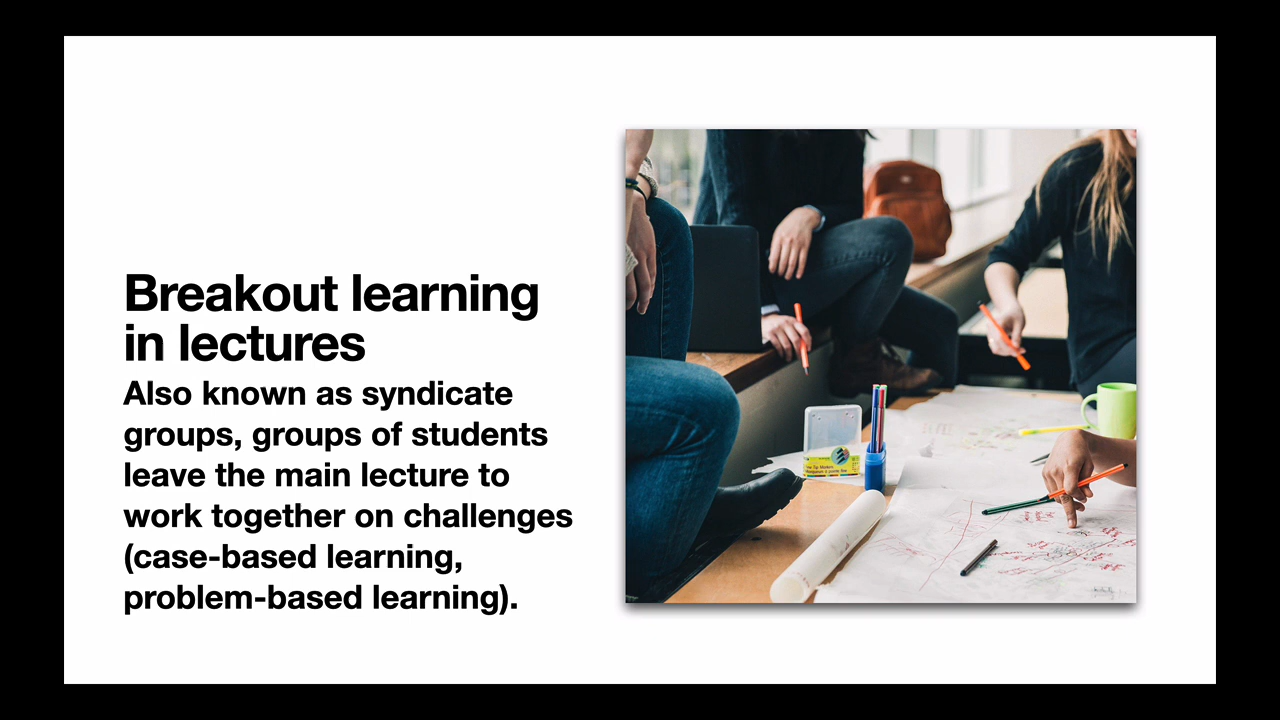 Breakout learning
in lectures
Also known as syndicate
groups, groups of students
leave the main lecture to
work together on challenges
(case-based learning,
problem-based learning).